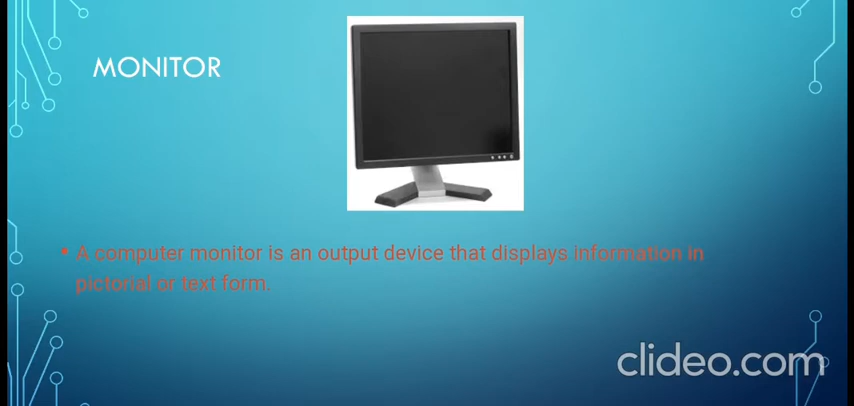 MONITOR
• A computer monitor is an output device that displays information in
pictorial or text form.
clideo.com